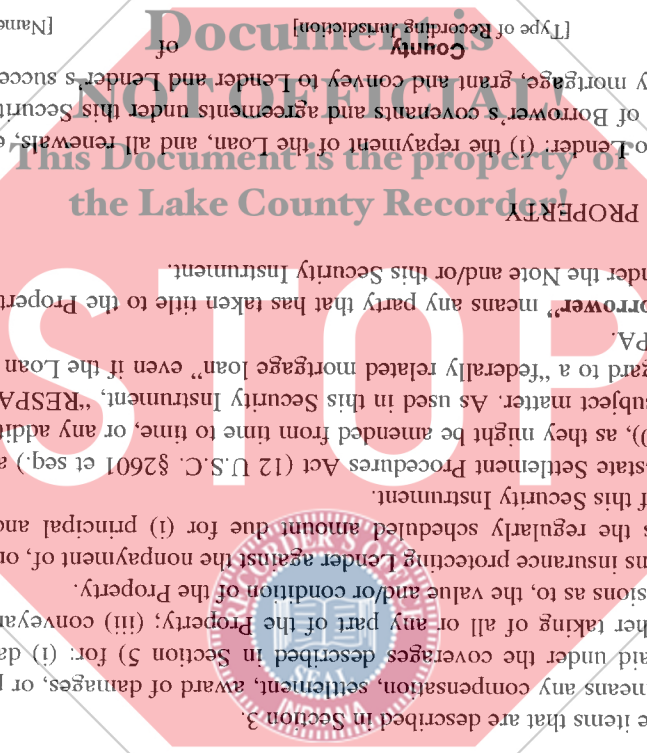 e items that are described in Section 3.
means any compensation, settlement, award of damages, or p
aid under the coverages described in Section 5) for: (i) da
her taking of all or any part of the Property; (iii) conveyan
sions as to, the value and/or condition of the Property.
ns insurance protecting Lender against the nonpayment of, or
s the regularly scheduled amount due for (i) principal and
f this Security Instrument.
state Settlement Procedures Act (12 U.S.C. §2601 et seq.) a
0), as they might be amended from time to time, or any addit
subject matter. As used in this Security Instrument, “RESPA
gard to a “federally related mortgage loan” even if the Loan
PA.
orrower” means any party that has taken title to the Propert
nder the Note and/or this Security Instrument.
PROPERTY
o Lender: (i) the repayment of the Loan, and all renewals, e
of Borrower’s covenants and agreements under this Securit
y mortgage, grant and convey to Lender and Lender’s succe
County of
[Type of Recording Jurisdiction] [Name
Document is
NOT OFFICIAL!
This Document is the property of
the Lake County Recorder!
STOP
RECORDER'S OFFICE
SEAL
INDIANA